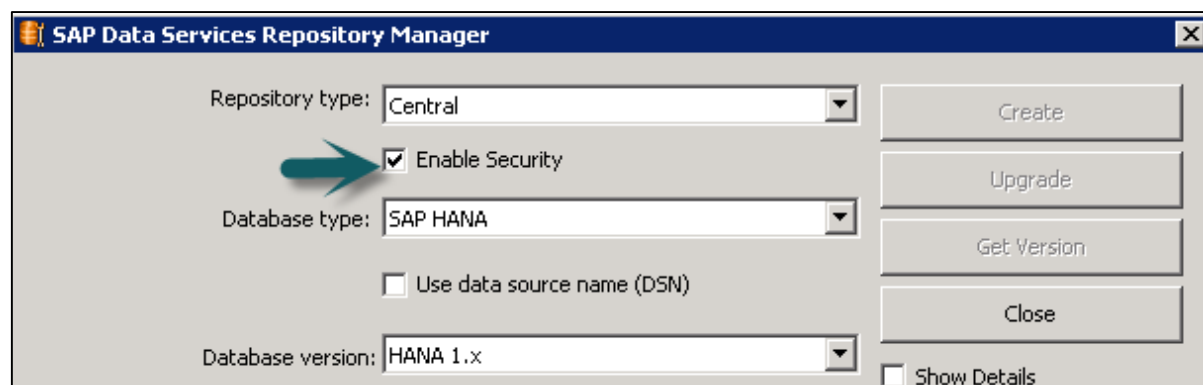 SAP Data Services Repository Manager
Repository type: Central
Create
Enable Security
Upgrade
Database type: SAP HANA
Get Version
Use data source name (DSN)
Close
Database version: HANA 1.x
Show Details